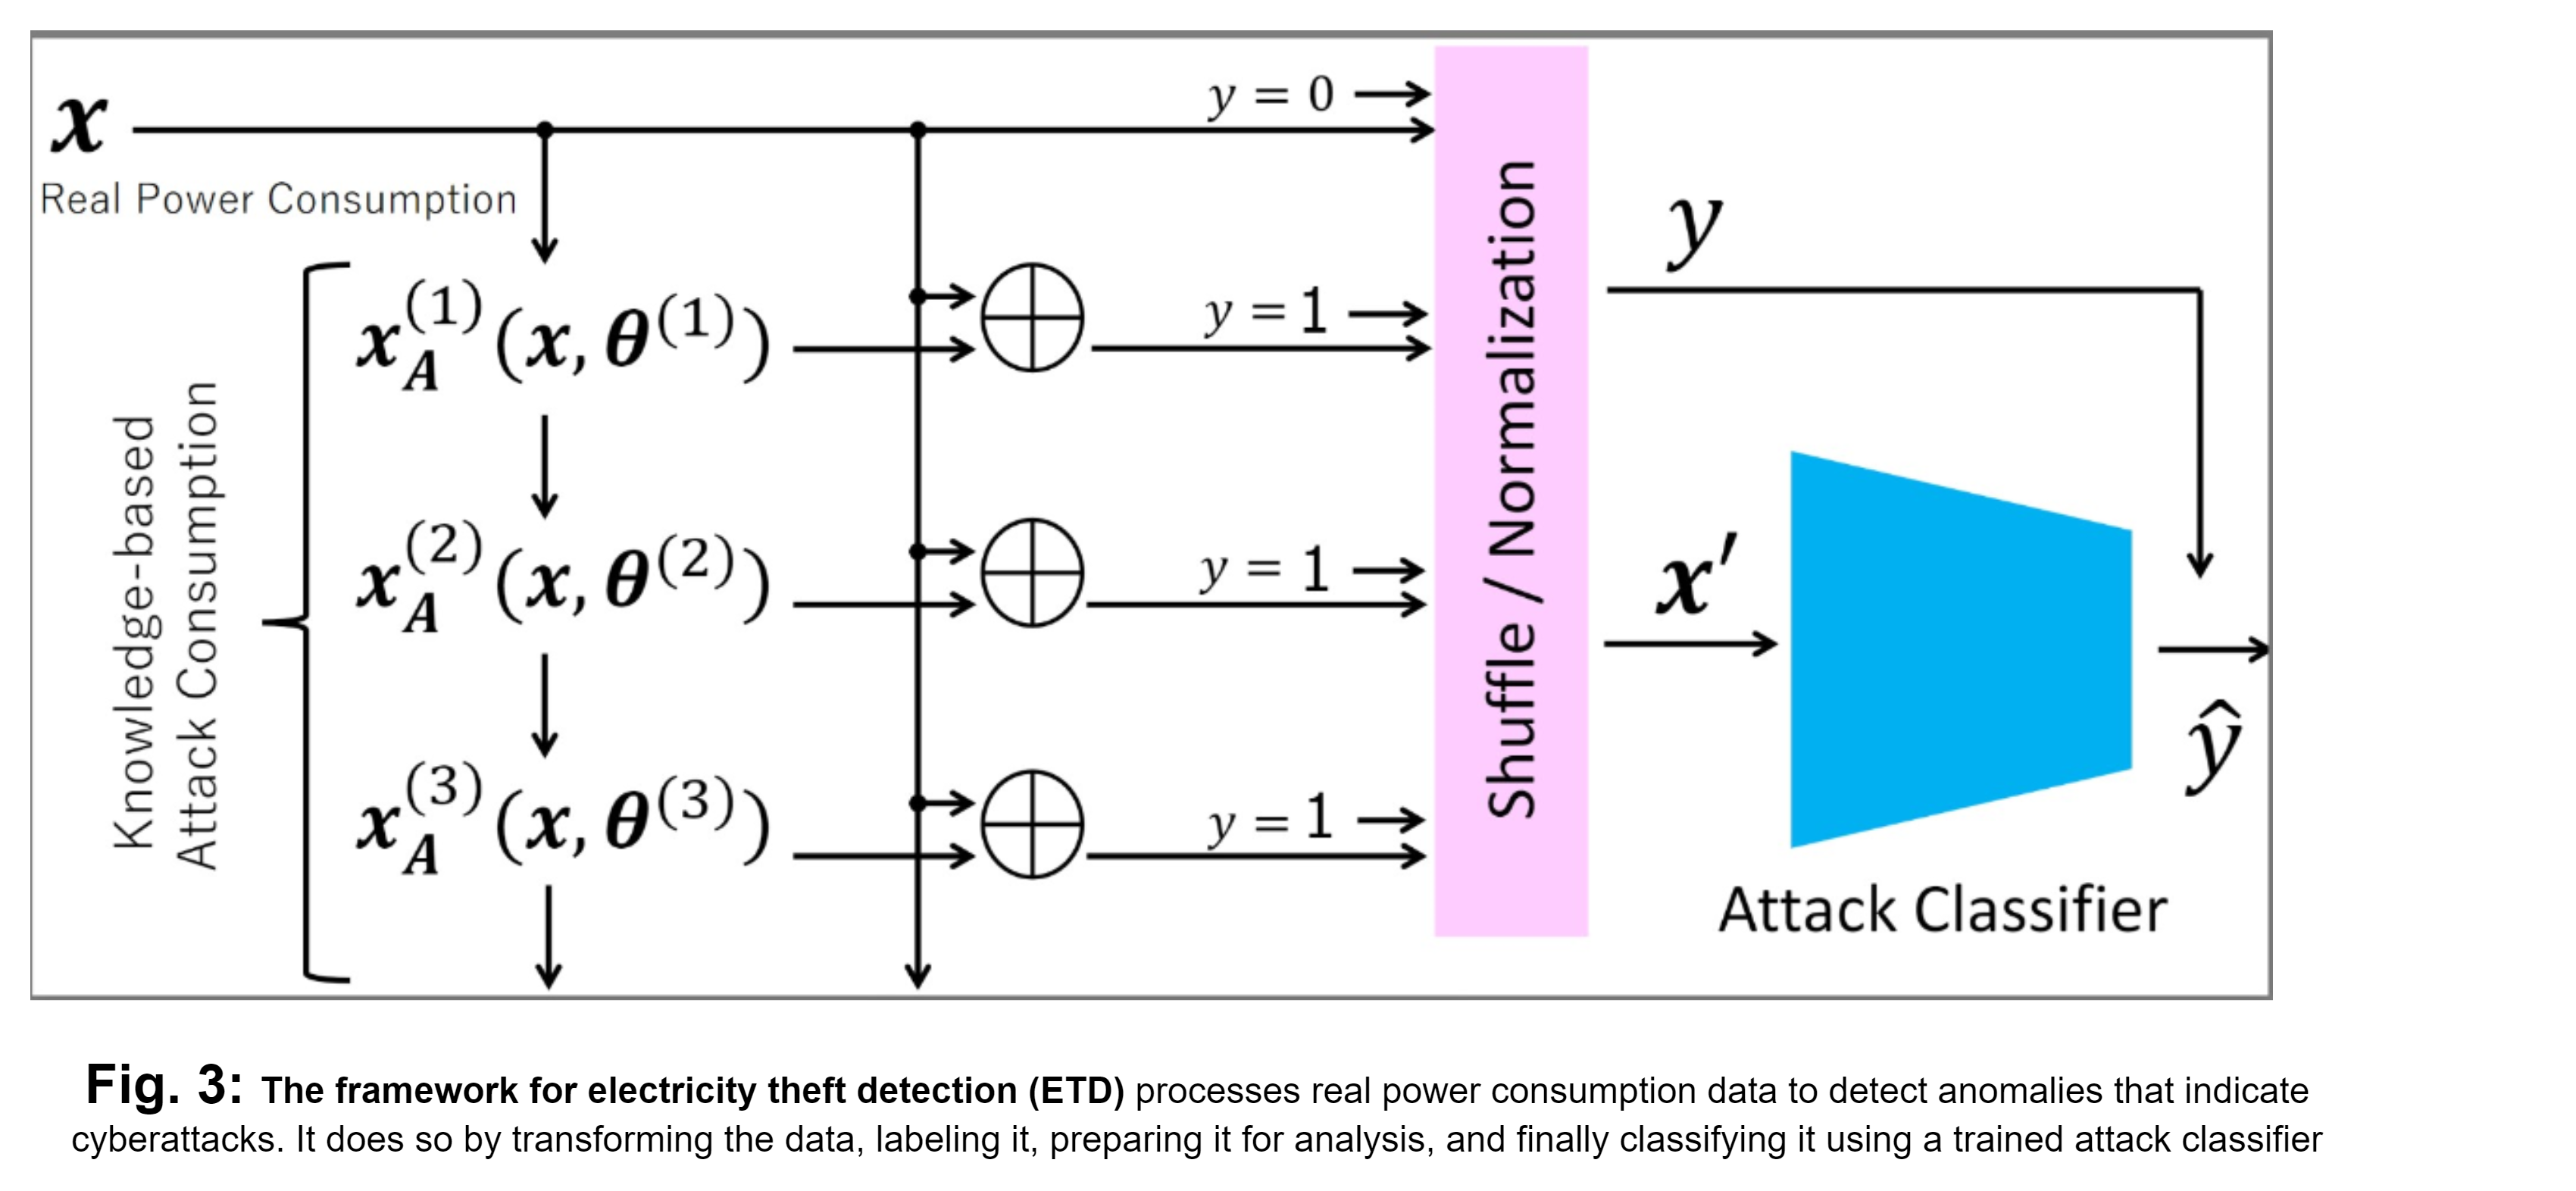 x
Real Power Consumption
y = 0
Knowledge-based
Attack Consumption
x_A^(1)(x, θ^(1))
y = 1
x_A^(2)(x, θ^(2))
y = 1
x_A^(3)(x, θ^(3))
y = 1
Shuffle / Normalization
y
x′
ŷ
Attack Classifier
Fig. 3: The framework for electricity theft detection (ETD) processes real power consumption data to detect anomalies that indicate
cyberattacks. It does so by transforming the data, labeling it, preparing it for analysis, and finally classifying it using a trained attack classifier